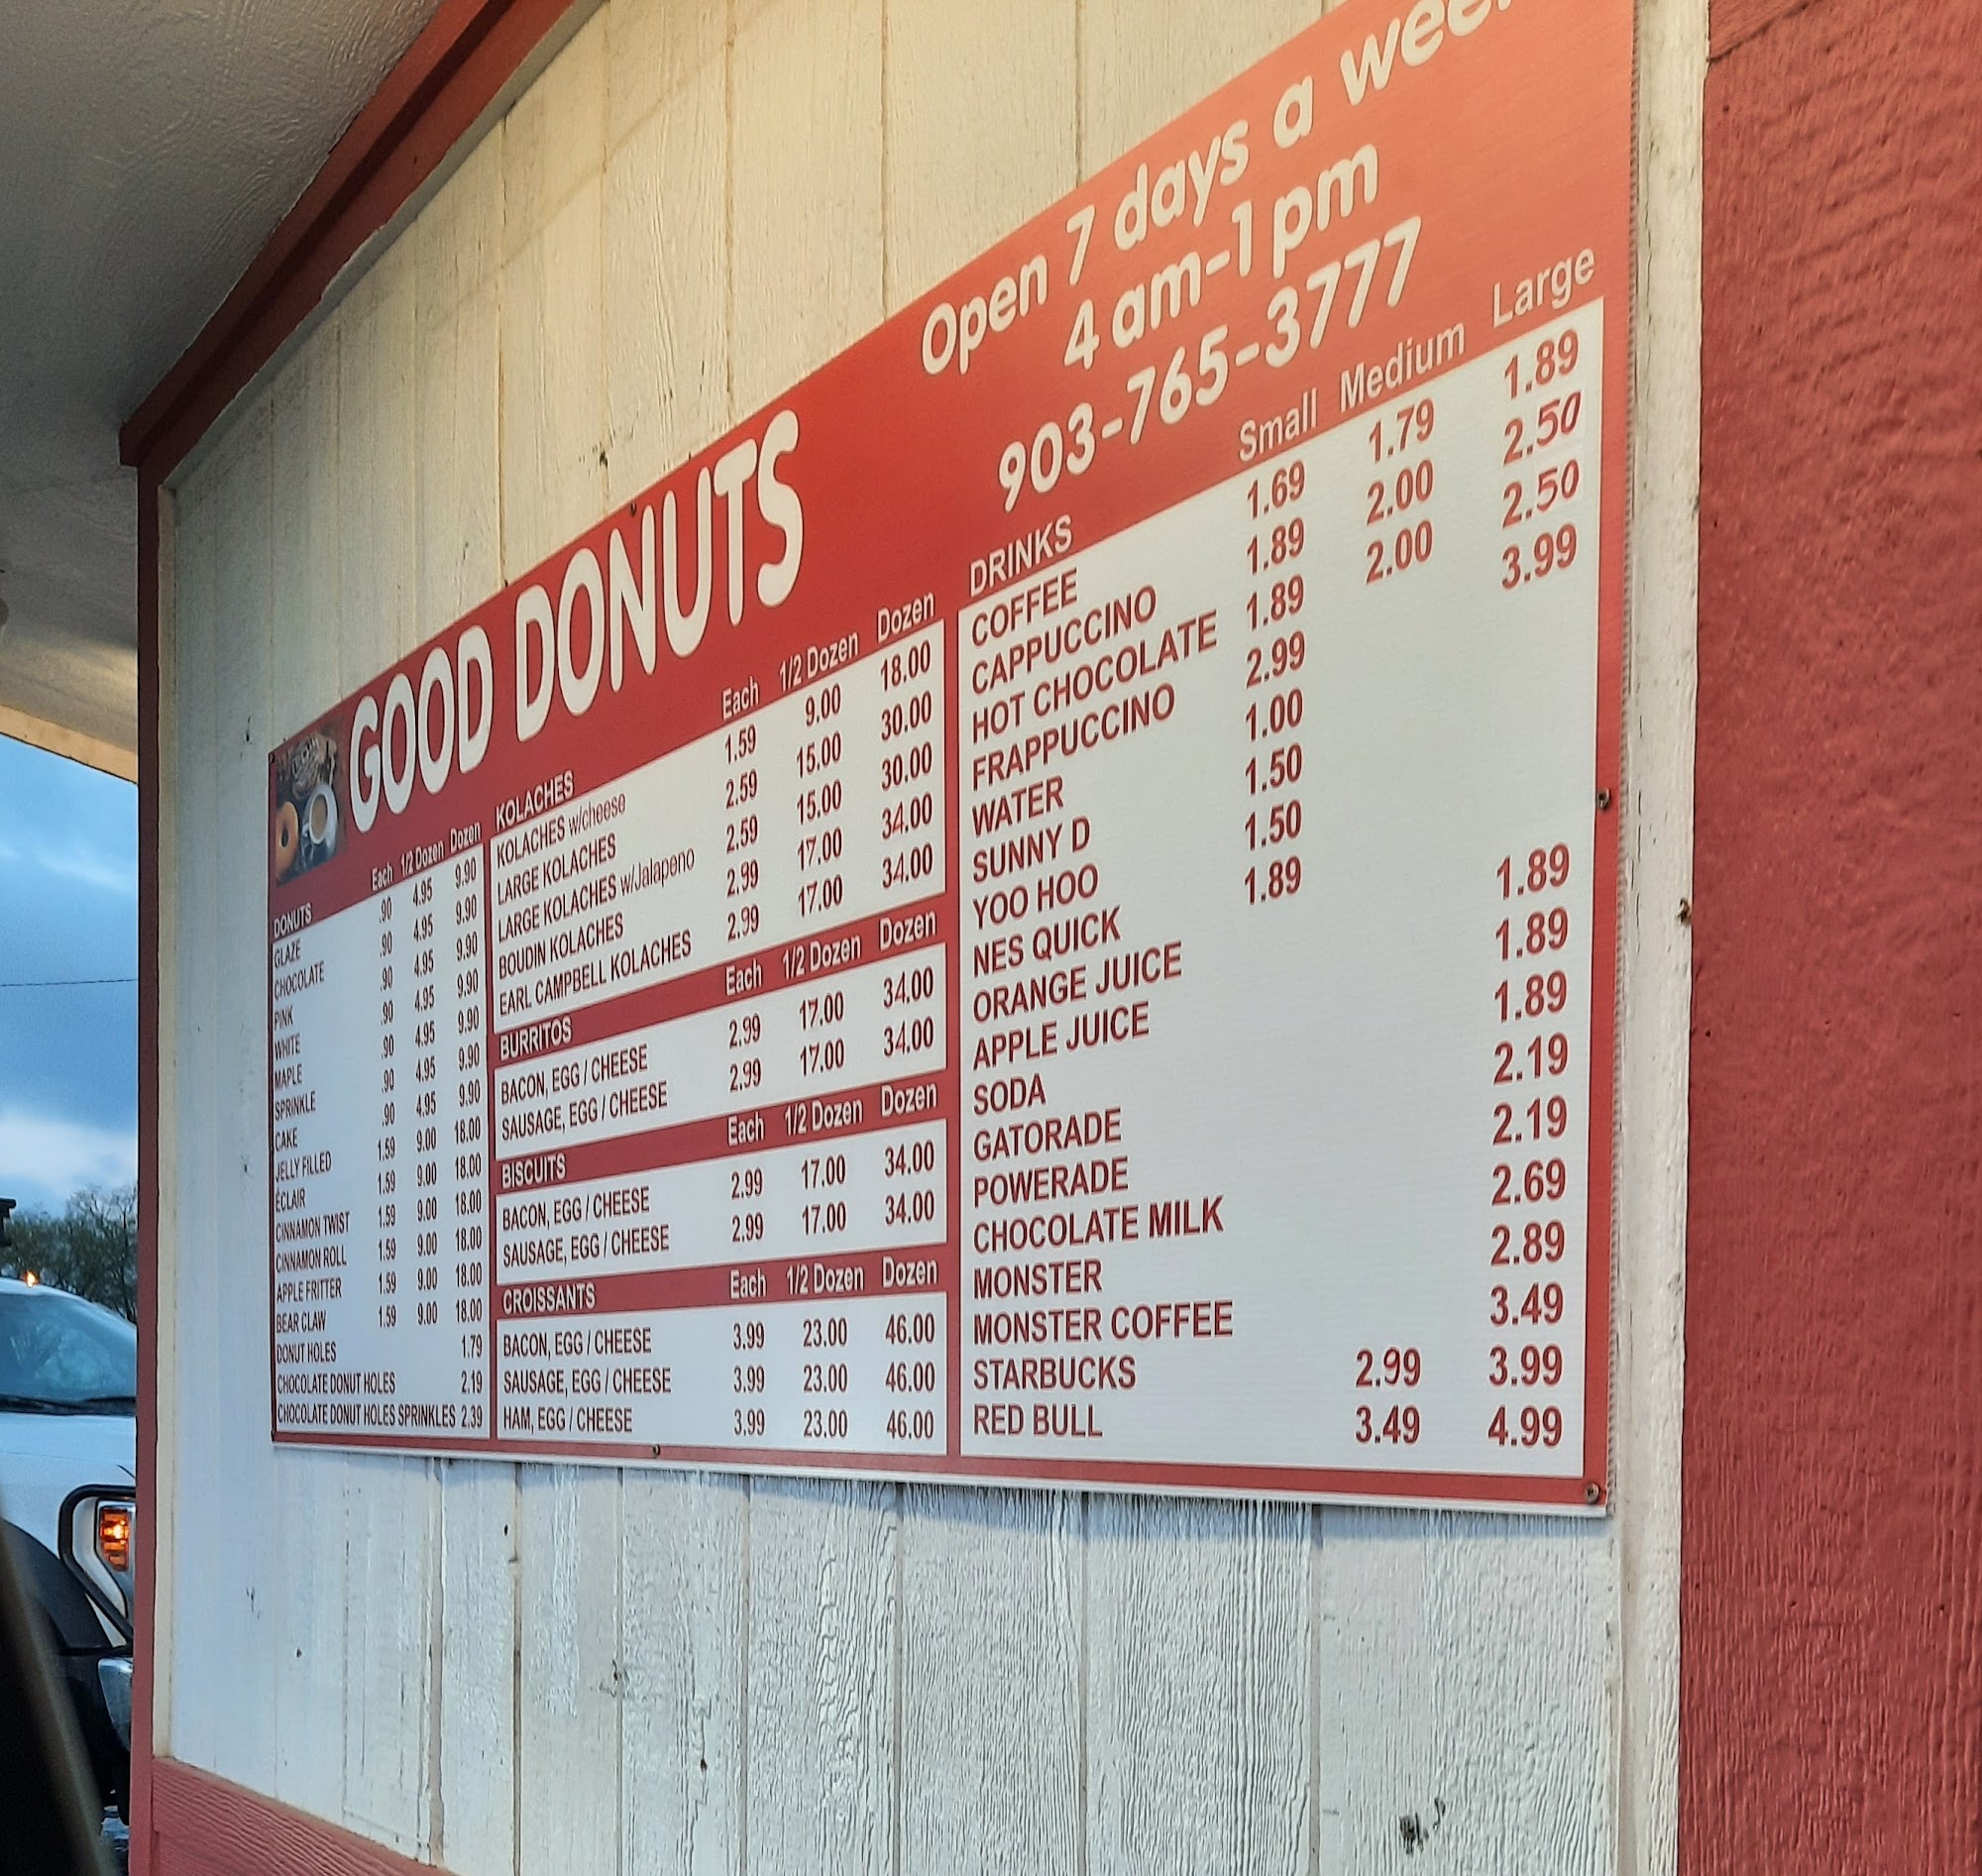 Open 7 days a week
4 am-1 pm
903-765-3777
GOOD DONUTS
DONUTS Each 1/2 Dozen Dozen
GLAZE .90 4.95 9.90
CHOCOLATE .90 4.95 9.90
PINK .90 4.95 9.90
WHITE .90 4.95 9.90
MAPLE .90 4.95 9.90
SPRINKLE .90 4.95 9.90
CAKE .90 4.95 9.90
JELLY FILLED 1.59 9.00 18.00
ÉCLAIR 1.59 9.00 18.00
CINNAMON TWIST 1.59 9.00 18.00
CINNAMON ROLL 1.59 9.00 18.00
APPLE FRITTER 1.59 9.00 18.00
BEAR CLAW 1.59 9.00 18.00
DONUT HOLES 1.79
CHOCOLATE DONUT HOLES 2.19
CHOCOLATE DONUT HOLES SPRINKLES 2.39
KOLACHES Each 1/2 Dozen Dozen
KOLACHES w/cheese 1.59 9.00 18.00
LARGE KOLACHES 2.59 15.00 30.00
LARGE KOLACHES w/Jalapeno 2.59 15.00 30.00
BOUDIN KOLACHES 2.99 17.00 34.00
EARL CAMPBELL KOLACHES 2.99 17.00 34.00
BURRITOS Each 1/2 Dozen Dozen
BACON, EGG / CHEESE 2.99 17.00 34.00
SAUSAGE, EGG / CHEESE 2.99 17.00 34.00
BISCUITS Each 1/2 Dozen Dozen
BACON, EGG / CHEESE 2.99 17.00 34.00
SAUSAGE, EGG / CHEESE 2.99 17.00 34.00
CROISSANTS Each 1/2 Dozen Dozen
BACON, EGG / CHEESE 3.99 23.00 46.00
SAUSAGE, EGG / CHEESE 3.99 23.00 46.00
HAM, EGG / CHEESE 3.99 23.00 46.00
DRINKS Small Medium Large
COFFEE 1.69 1.79 1.89
CAPPUCCINO 1.89 2.00 2.50
HOT CHOCOLATE 1.89 2.00 2.50
FRAPPUCCINO 2.99 3.99
WATER 1.00
SUNNY D 1.50
YOO HOO 1.50
NES QUICK 1.89
ORANGE JUICE 1.89
APPLE JUICE 1.89
SODA 1.89
GATORADE 2.19
POWERADE 2.19
CHOCOLATE MILK 2.69
MONSTER 2.89
MONSTER COFFEE 3.49
STARBUCKS 2.99 3.99
RED BULL 3.49 4.99